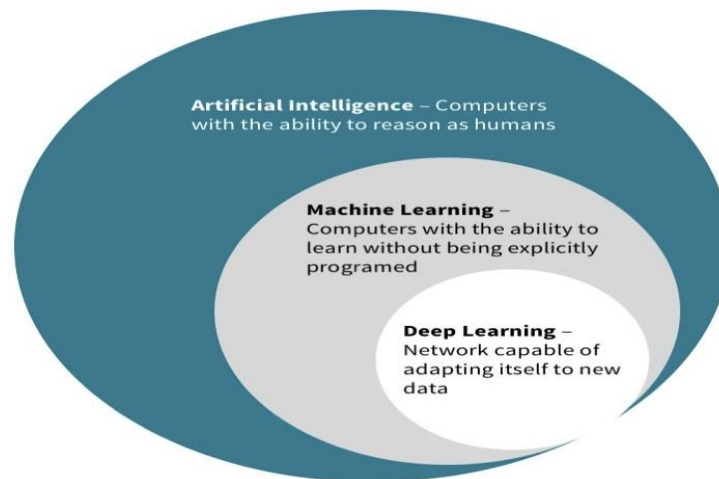 Artificial Intelligence – Computers
with the ability to reason as humans
Machine Learning –
Computers with the ability to
learn without being explicitly
programed
Deep Learning –
Network capable of
adapting itself to new
data